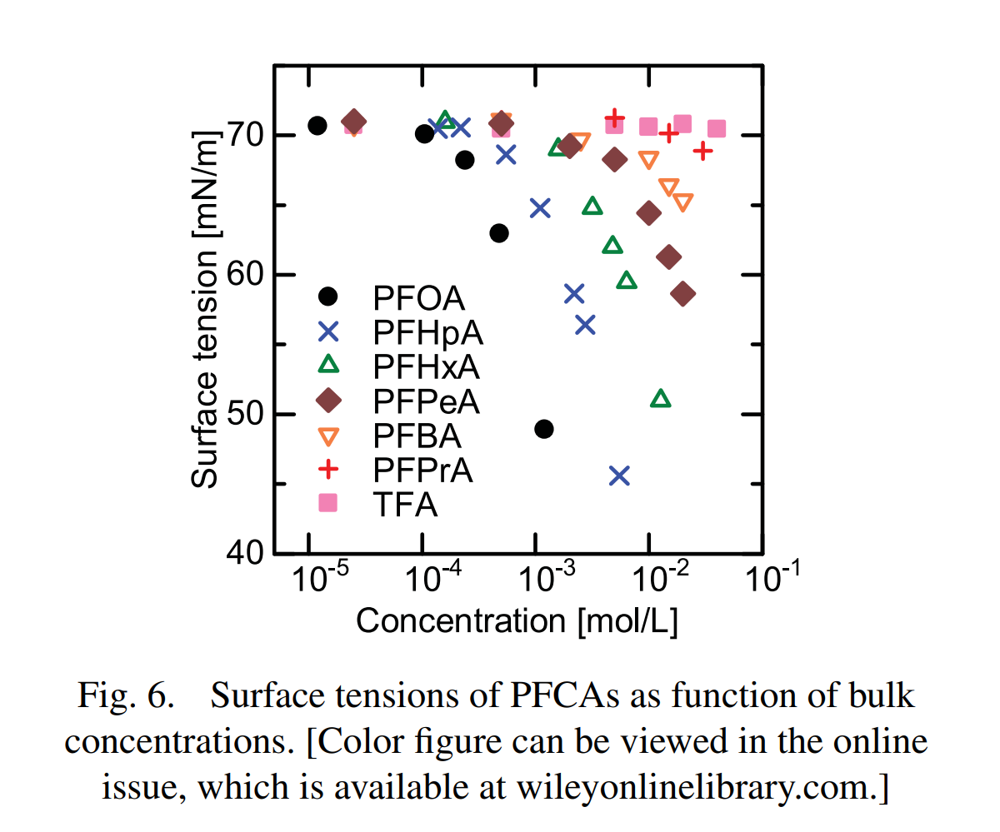 70
60
50
40
Surface tension [mN/m]
PFOA
PFHpA
PFHxA
PFPeA
PFBA
PFPrA
TFA
10⁻⁵ 10⁻⁴ 10⁻³ 10⁻² 10⁻¹
Concentration [mol/L]
Fig. 6. Surface tensions of PFCAs as function of bulk
concentrations. [Color figure can be viewed in the online
issue, which is available at wileyonlinelibrary.com.]